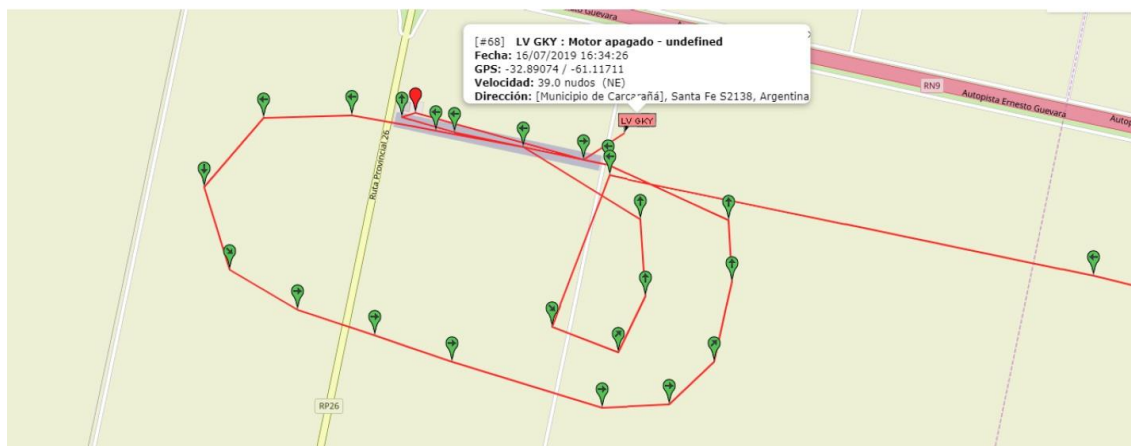 Ernesto Guevara
[#68] LV GKY : Motor apagado - undefined
Fecha: 16/07/2019 16:34:26
GPS: -32.89074 / -61.11711
Velocidad: 39.0 nudos (NE)
Dirección: [Municipio de Carcarañá], Santa Fe S2138, Argentina
RN9
Autopista Ernesto Guevara
LV GKY
Ruta Provincial 26
RP26